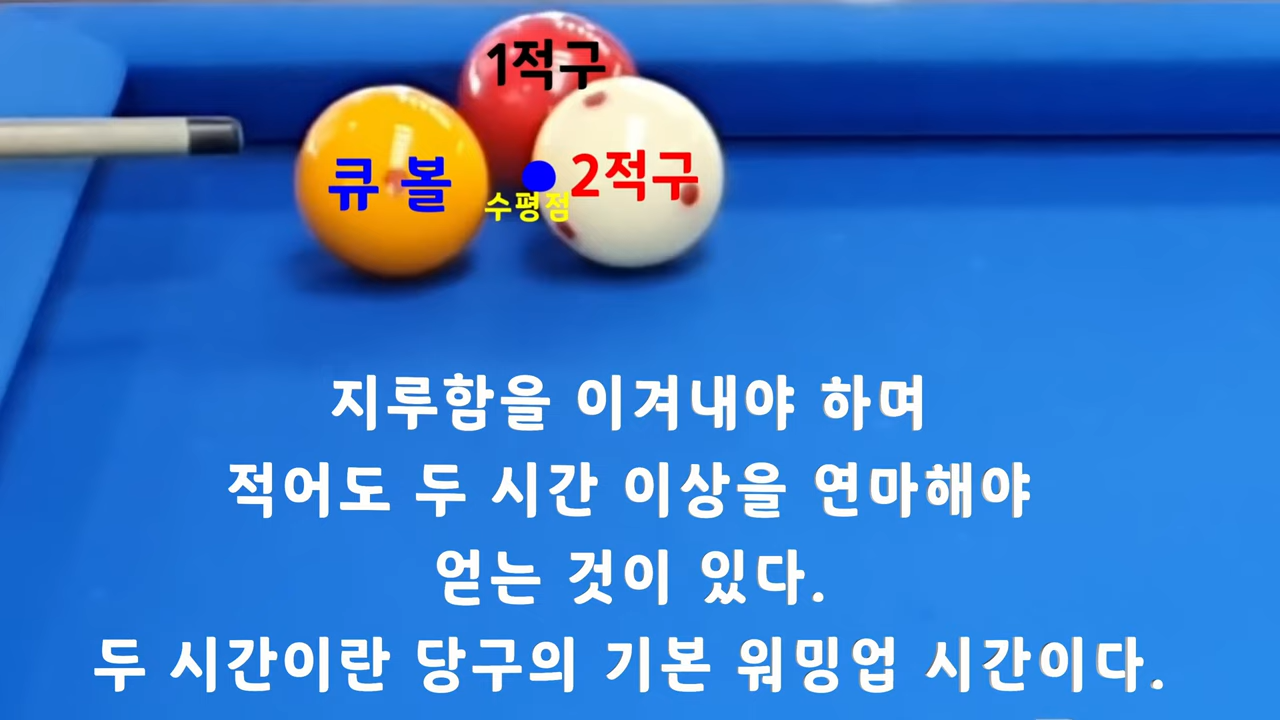 1적구
큐 볼
2적구
수평점
지루함을 이겨내야 하며
적어도 두 시간 이상을 연마해야
얻는 것이 있다.
두 시간이란 당구의 기본 워밍업 시간이다.